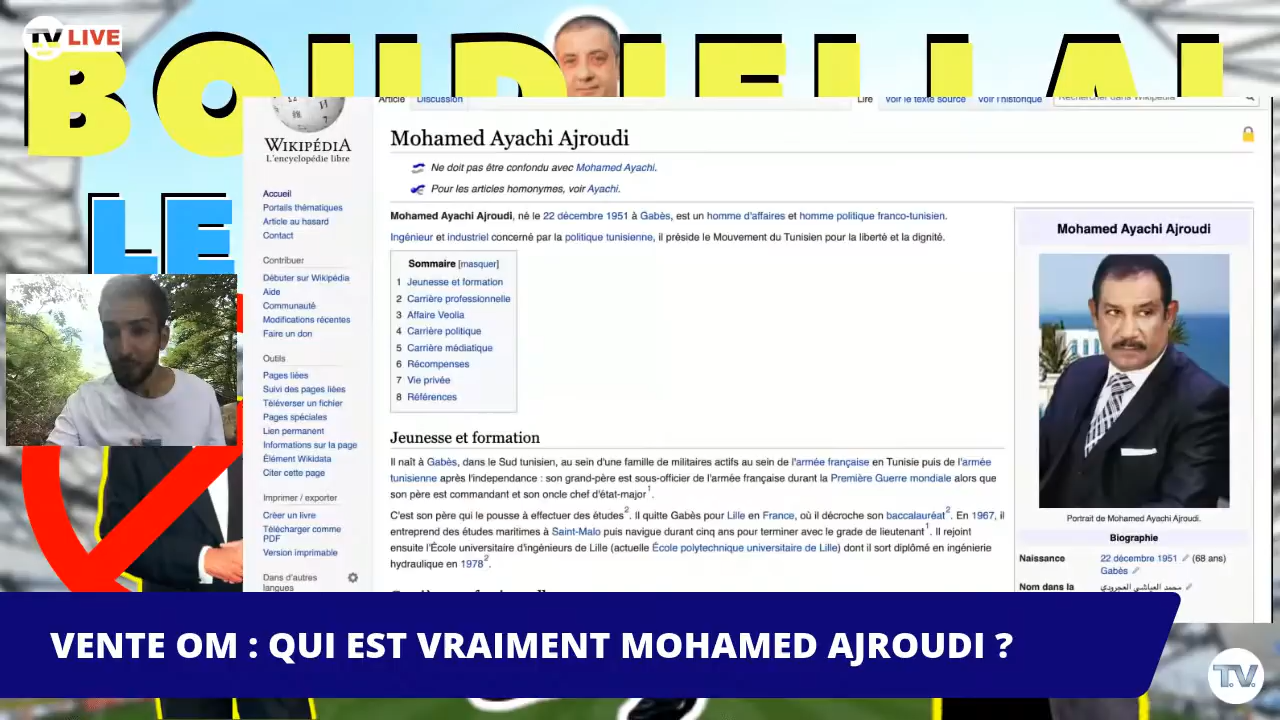 TV LIVE
BOUDJELLAL
LE
Article Discussion Lire Voir le texte source Voir l'historique Rechercher dans Wikipédia
WIKIPÉDIA
L'encyclopédie libre
Accueil
Portails thématiques
Article au hasard
Contact
Contribuer
Débuter sur Wikipédia
Aide
Communauté
Modifications récentes
Faire un don
Outils
Pages liées
Suivi des pages liées
Téléverser un fichier
Pages spéciales
Lien permanent
Informations sur la page
Élément Wikidata
Citer cette page
Imprimer / exporter
Créer un livre
Télécharger comme
PDF
Version imprimable
Dans d'autres
langues
Mohamed Ayachi Ajroudi
Ne doit pas être confondu avec Mohamed Ayachi.
Pour les articles homonymes, voir Ayachi.
Mohamed Ayachi Ajroudi, né le 22 décembre 1951 à Gabès, est un homme d'affaires et homme politique franco-tunisien.
Ingénieur et industriel concerné par la politique tunisienne, il préside le Mouvement du Tunisien pour la liberté et la dignité.
Sommaire [masquer]
1 Jeunesse et formation
2 Carrière professionnelle
3 Affaire Veolia
4 Carrière politique
5 Carrière médiatique
6 Récompenses
7 Vie privée
8 Références
Jeunesse et formation
Il naît à Gabès, dans le Sud tunisien, au sein d'une famille de militaires actifs au sein de l'armée française en Tunisie puis de l'armée
tunisienne après l'independance : son grand-père est sous-officier de l'armée française durant la Première Guerre mondiale alors que
son père est commandant et son oncle chef d'état-major1.
C'est son père qui le pousse à effectuer des études2. Il quitte Gabès pour Lille en France, où il décroche son baccalauréat2. En 1967, il
entreprend des études maritimes à Saint-Malo puis navigue durant cinq ans pour terminer avec le grade de lieutenant1. Il rejoint
ensuite l'École universitaire d'ingénieurs de Lille (actuelle École polytechnique universitaire de Lille) dont il sort diplômé en ingénierie
hydraulique en 19782.
Mohamed Ayachi Ajroudi
Portrait de Mohamed Ayachi Ajroudi.
Biographie
Naissance 22 décembre 1951 (68 ans)
Gabès
Nom dans la محمد العياشي العجرودي
VENTE OM : QUI EST VRAIMENT MOHAMED AJROUDI ?
T.V.